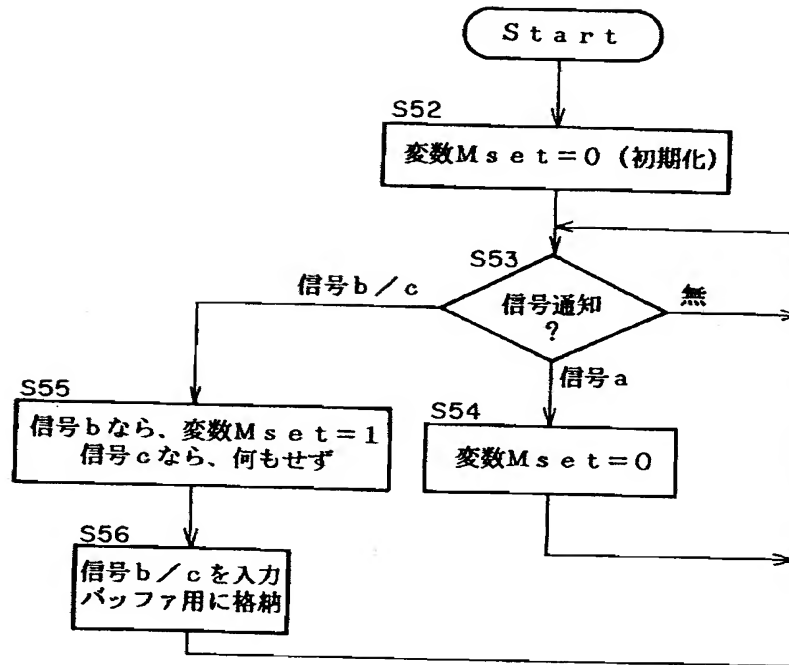 Start
S52
変数Mset=0 (初期化)
S53
信号通知
?
信号b/c
無
信号a
S55
信号bなら、変数Mset=1
信号cなら、何もせず
S54
変数Mset=0
S56
信号b/cを入力
バッファ用に格納